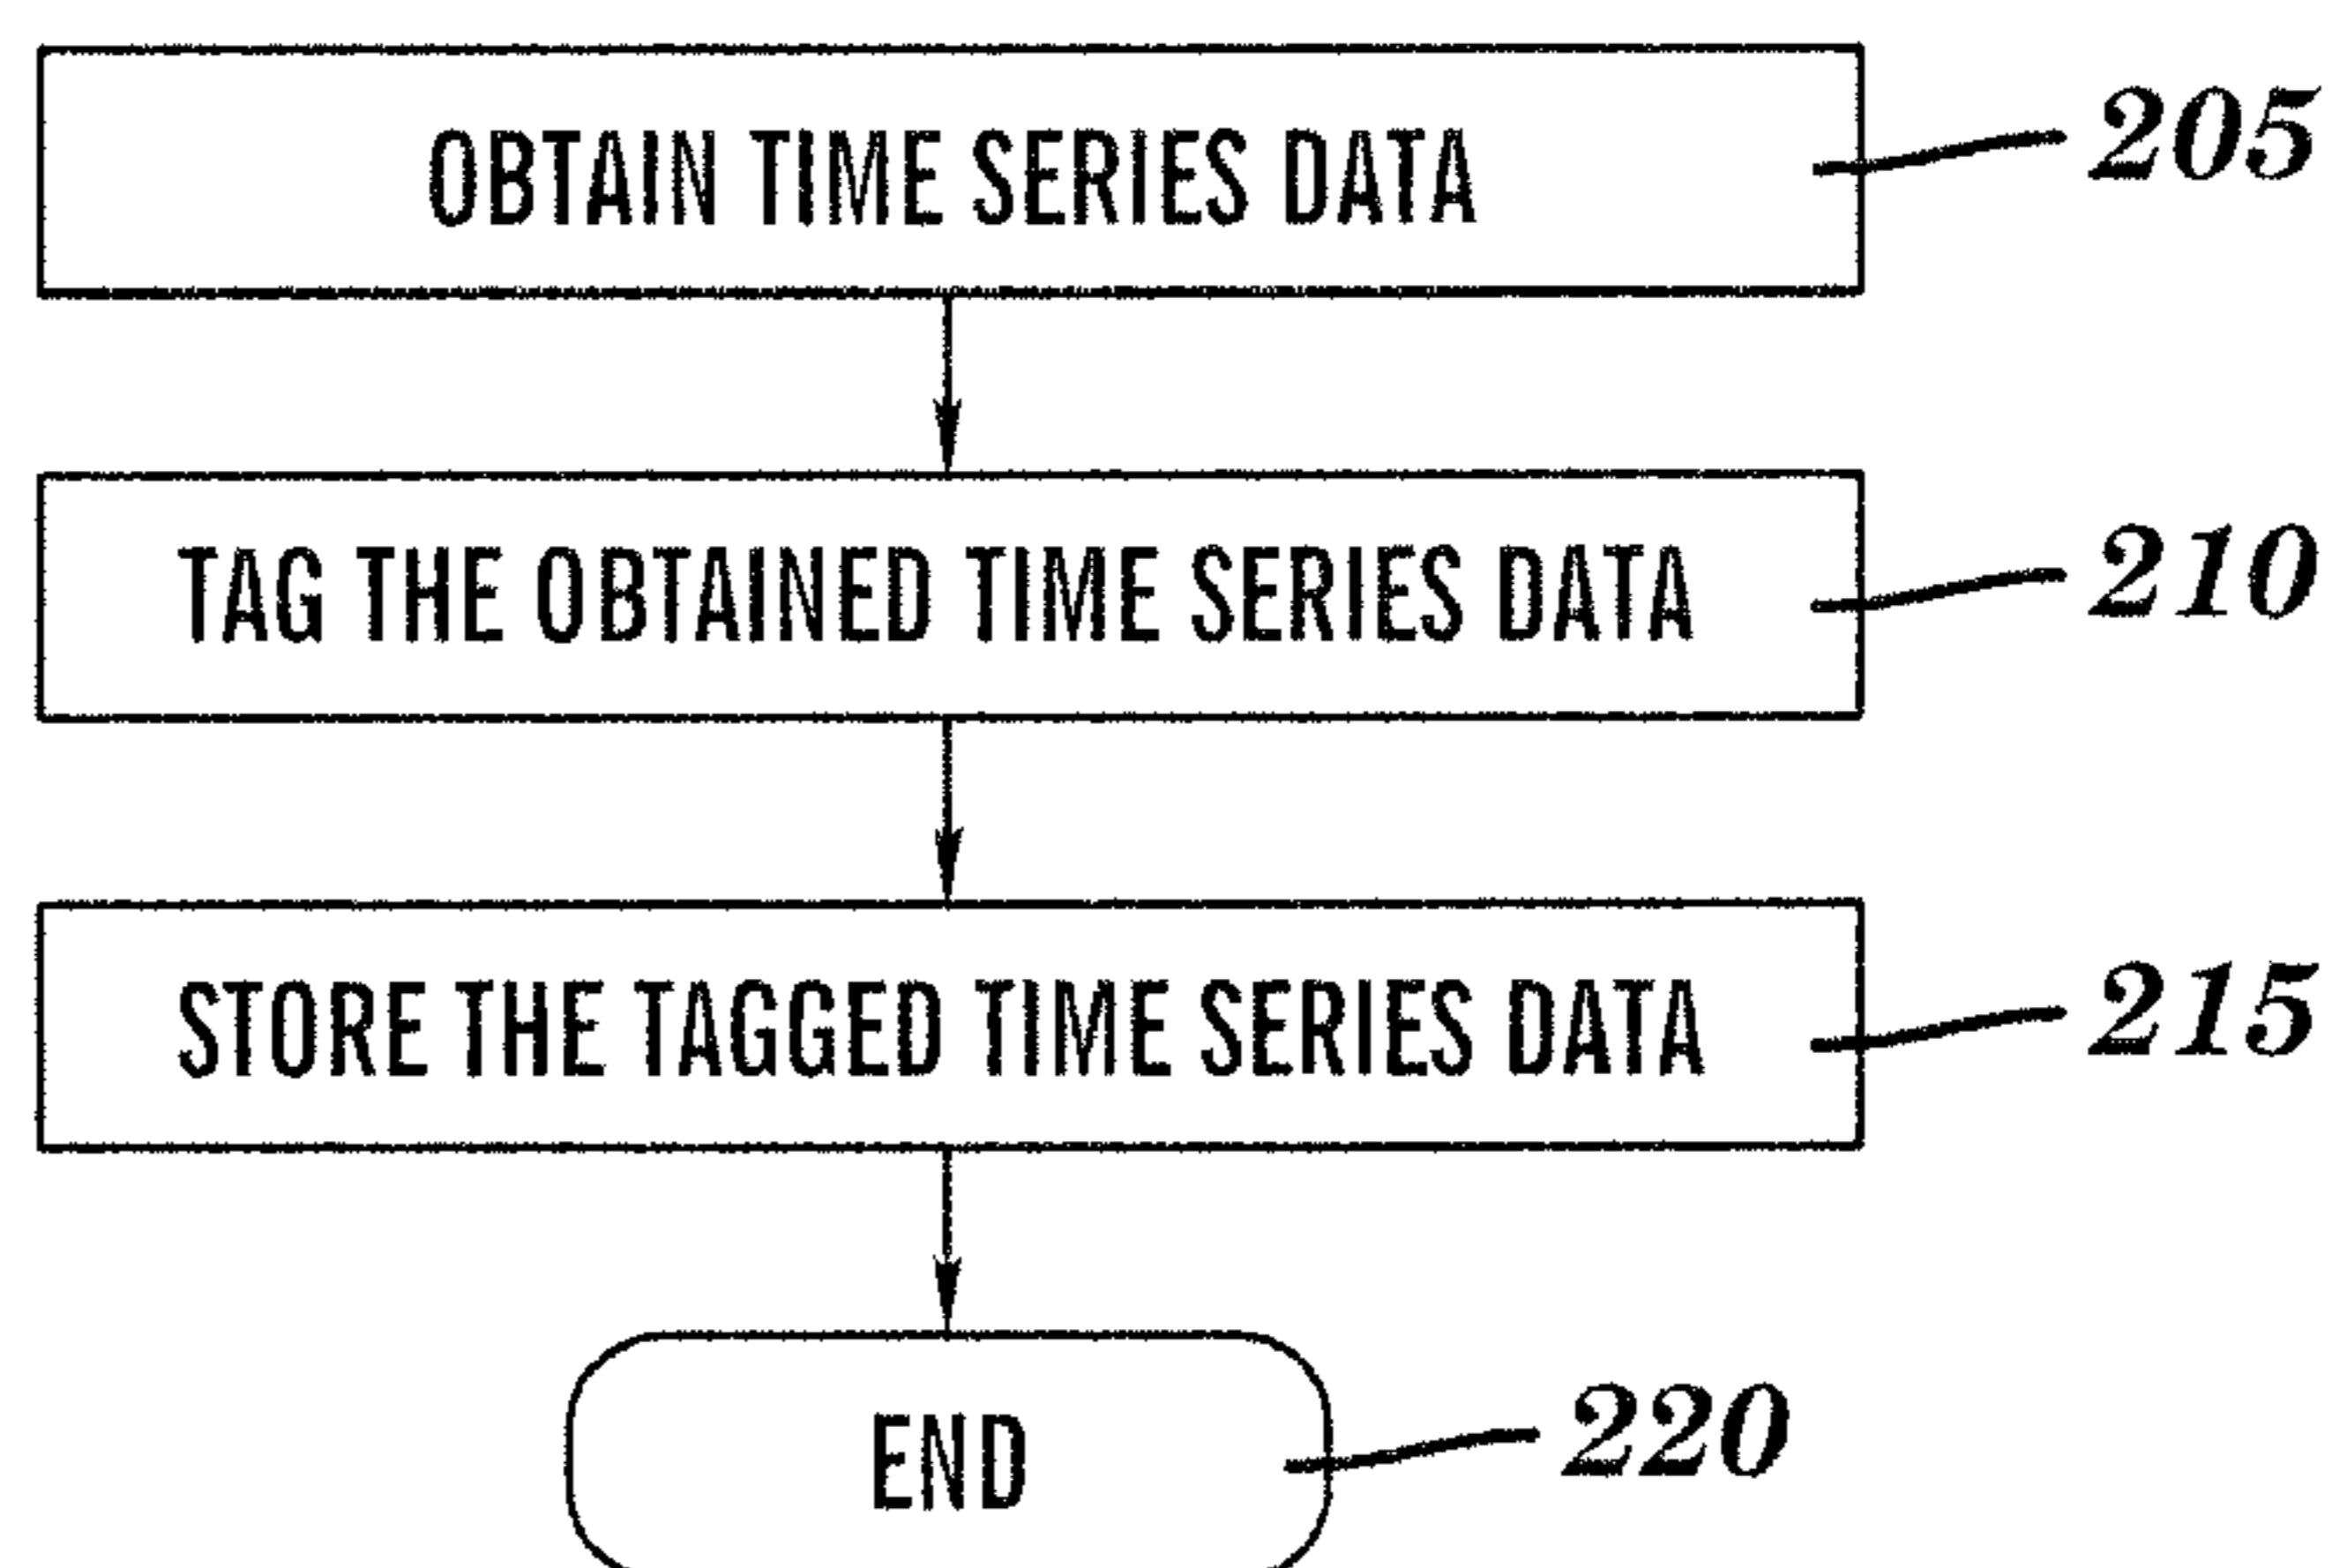 OBTAIN TIME SERIES DATA 205
TAG THE OBTAINED TIME SERIES DATA 210
STORE THE TAGGED TIME SERIES DATA 215
END 220